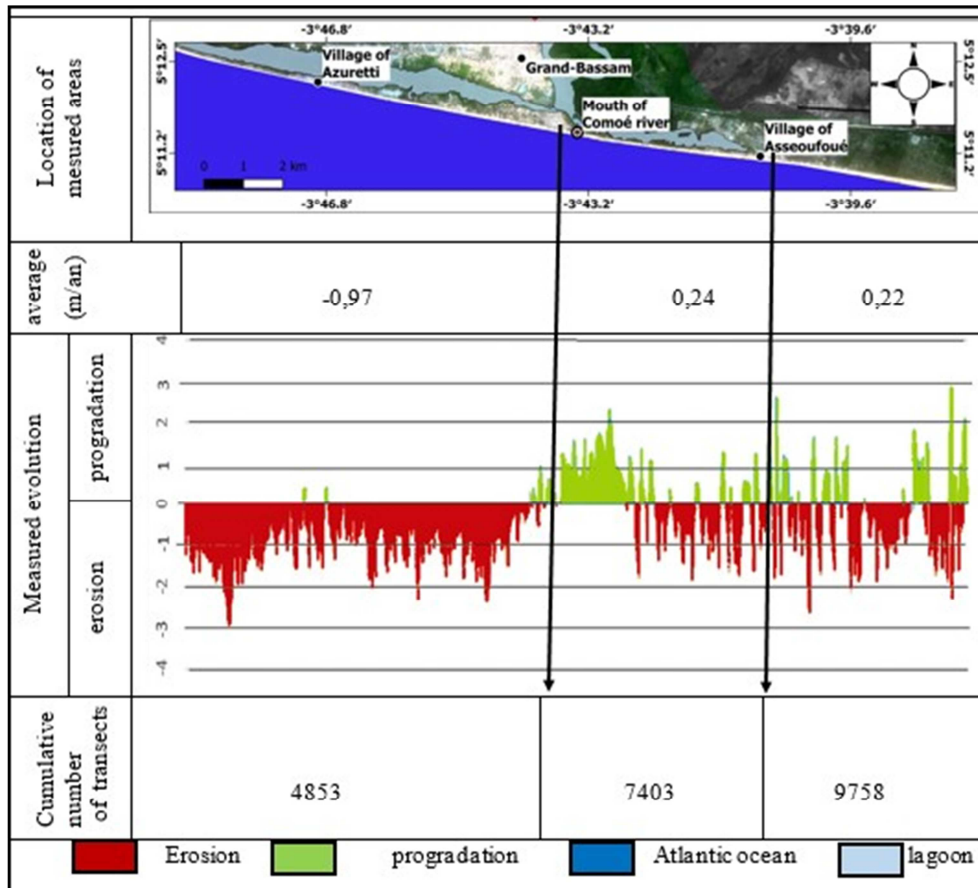 Location of
mesured areas
-3°46.8'
-3°43.2'
-3°39.6'
5°12.5'
5°11.2'
Village of
Azuretti
Grand-Bassam
Mouth of
Comoé river
Village of
Asseoufoué
0 1 2 km
5°12.5'
5°11.2'
-3°46.8'
-3°43.2'
-3°39.6'
average
(m/an)
-0,97
0,24
0,22
Measured evolution
progradation
erosion
4
3
2
1
0
-1
-2
-3
-4
Cumulative
number
of transects
4853
7403
9758
Erosion
progradation
Atlantic ocean
lagoon